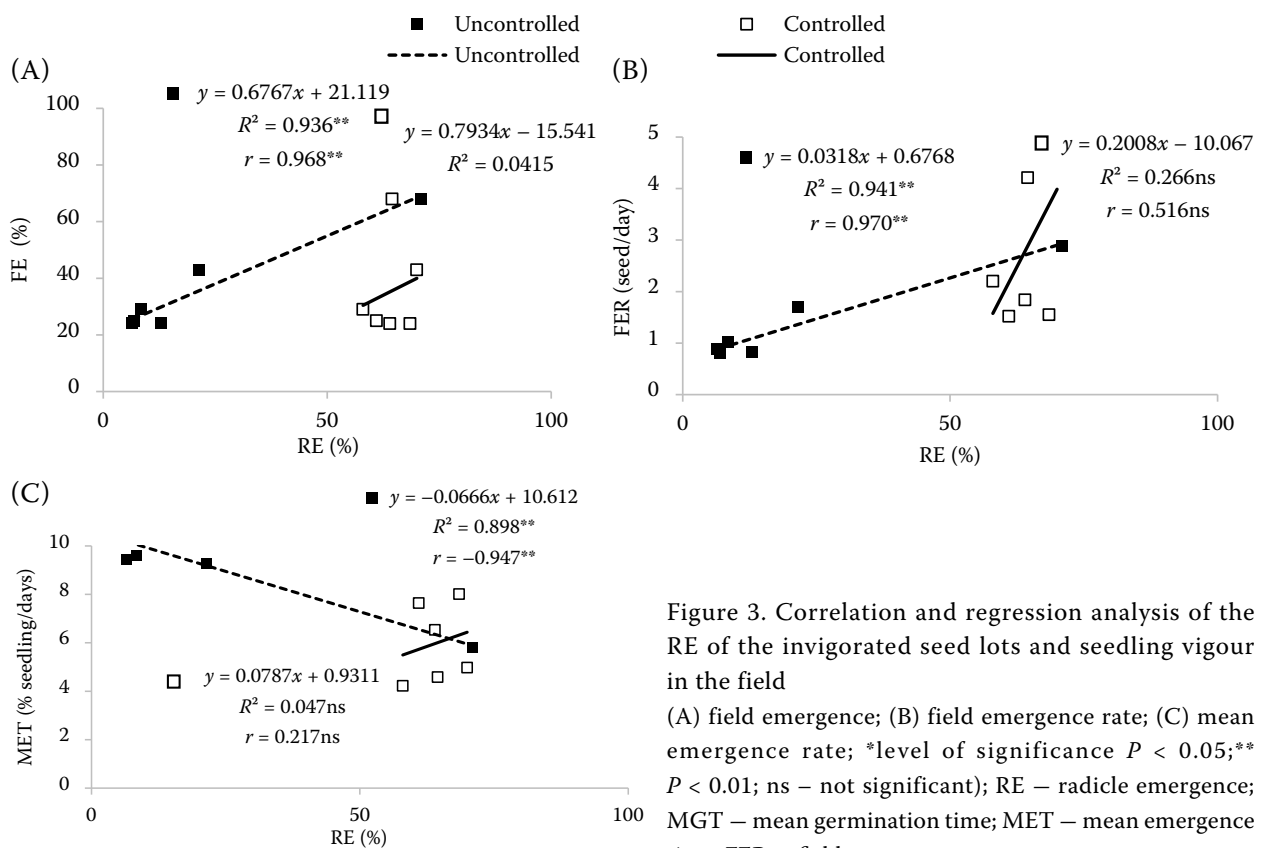 Uncontrolled
Controlled
Uncontrolled
Controlled
(A)
y = 0.6767x + 21.119
R² = 0.936**
r = 0.968**
y = 0.7934x − 15.541
R² = 0.0415
100
80
60
40
20
0
FE (%)
0
50
100
RE (%)
(B)
y = 0.0318x + 0.6768
R² = 0.941**
r = 0.970**
y = 0.2008x − 10.067
R² = 0.266ns
r = 0.516ns
5
4
3
2
1
0
FER (seed/day)
0
50
100
RE (%)
(C)
y = −0.0666x + 10.612
R² = 0.898**
r = −0.947**
y = 0.0787x + 0.9311
R² = 0.047ns
r = 0.217ns
10
8
6
4
2
0
MET (% seedling/days)
0
50
100
RE (%)
Figure 3. Correlation and regression analysis of the
RE of the invigorated seed lots and seedling vigour
in the field
(A) field emergence; (B) field emergence rate; (C) mean
emergence rate; *level of significance P < 0.05;**
P < 0.01; ns – not significant); RE – radicle emergence;
MGT – mean germination time; MET – mean emergence